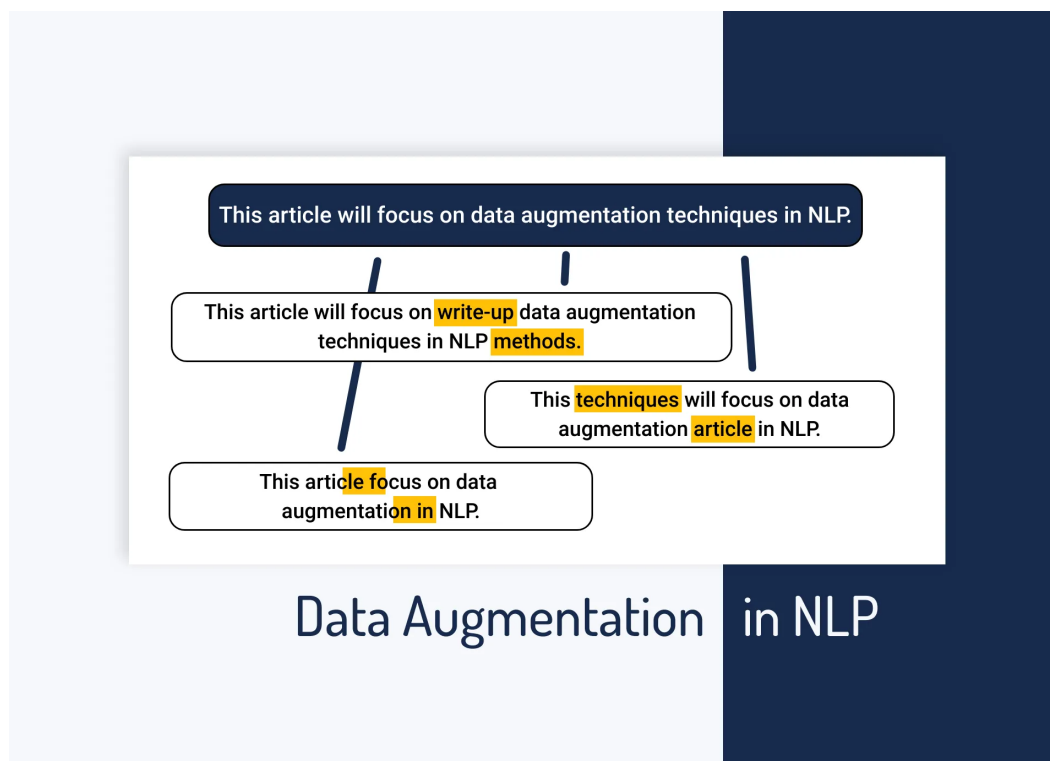 This article will focus on data augmentation techniques in NLP.
This article will focus on write-up data augmentation
techniques in NLP methods.
This techniques will focus on data
augmentation article in NLP.
This article focus on data
augmentation in NLP.
Data Augmentation in NLP